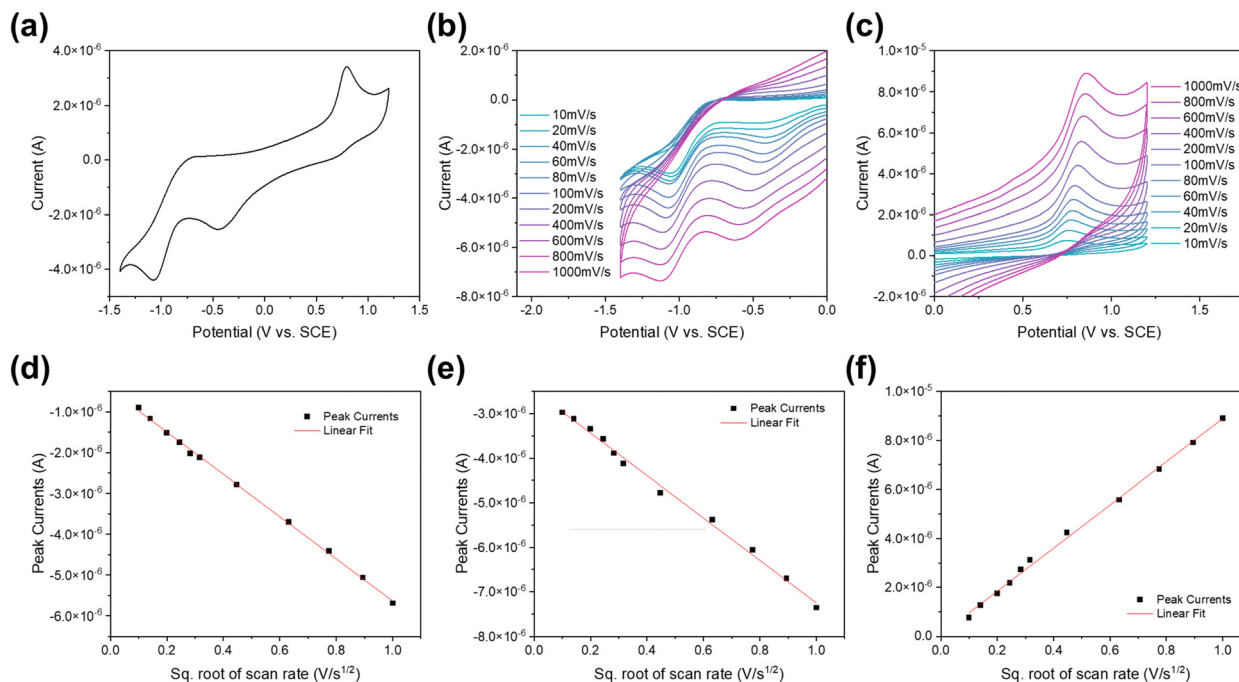 (a)
4.0×10⁻⁶
2.0×10⁻⁶
0.0
-2.0×10⁻⁶
-4.0×10⁻⁶
Current (A)
-1.5 -1.0 -0.5 0.0 0.5 1.0 1.5
Potential (V vs. SCE)
(b)
2.0×10⁻⁶
0.0
-2.0×10⁻⁶
-4.0×10⁻⁶
-6.0×10⁻⁶
-8.0×10⁻⁶
Current (A)
10mV/s
20mV/s
40mV/s
60mV/s
80mV/s
100mV/s
200mV/s
400mV/s
600mV/s
800mV/s
1000mV/s
-2.0 -1.5 -1.0 -0.5 0.0
Potential (V vs. SCE)
(c)
1.0×10⁻⁵
8.0×10⁻⁶
6.0×10⁻⁶
4.0×10⁻⁶
2.0×10⁻⁶
0.0
-2.0×10⁻⁶
Current (A)
1000mV/s
800mV/s
600mV/s
400mV/s
200mV/s
100mV/s
80mV/s
60mV/s
40mV/s
20mV/s
10mV/s
0.0 0.5 1.0 1.5
Potential (V vs. SCE)
(d)
-1.0×10⁻⁶
-2.0×10⁻⁶
-3.0×10⁻⁶
-4.0×10⁻⁶
-5.0×10⁻⁶
-6.0×10⁻⁶
Peak Currents (A)
Peak Currents
Linear Fit
0.0 0.2 0.4 0.6 0.8 1.0
Sq. root of scan rate (V/s¹ᐟ²)
(e)
-3.0×10⁻⁶
-4.0×10⁻⁶
-5.0×10⁻⁶
-6.0×10⁻⁶
-7.0×10⁻⁶
-8.0×10⁻⁶
Peak Currents (A)
Peak Currents
Linear Fit
0.0 0.2 0.4 0.6 0.8 1.0
Sq. root of scan rate (V/s¹ᐟ²)
(f)
1.0×10⁻⁵
8.0×10⁻⁶
6.0×10⁻⁶
4.0×10⁻⁶
2.0×10⁻⁶
0.0
Peak Currents (A)
Peak Currents
Linear Fit
0.0 0.2 0.4 0.6 0.8 1.0
Sq. root of scan rate (V/s¹ᐟ²)